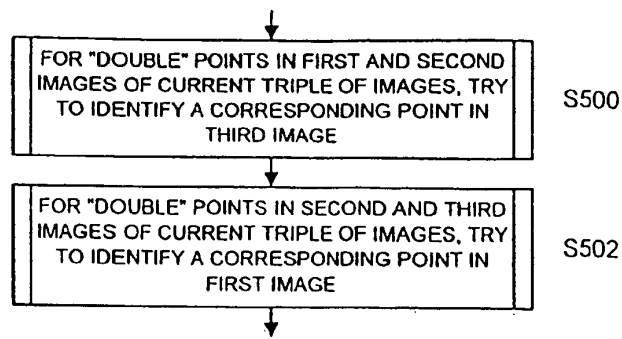 FOR "DOUBLE" POINTS IN FIRST AND SECOND
IMAGES OF CURRENT TRIPLE OF IMAGES, TRY
TO IDENTIFY A CORRESPONDING POINT IN
THIRD IMAGE
S500
FOR "DOUBLE" POINTS IN SECOND AND THIRD
IMAGES OF CURRENT TRIPLE OF IMAGES, TRY
TO IDENTIFY A CORRESPONDING POINT IN
FIRST IMAGE
S502